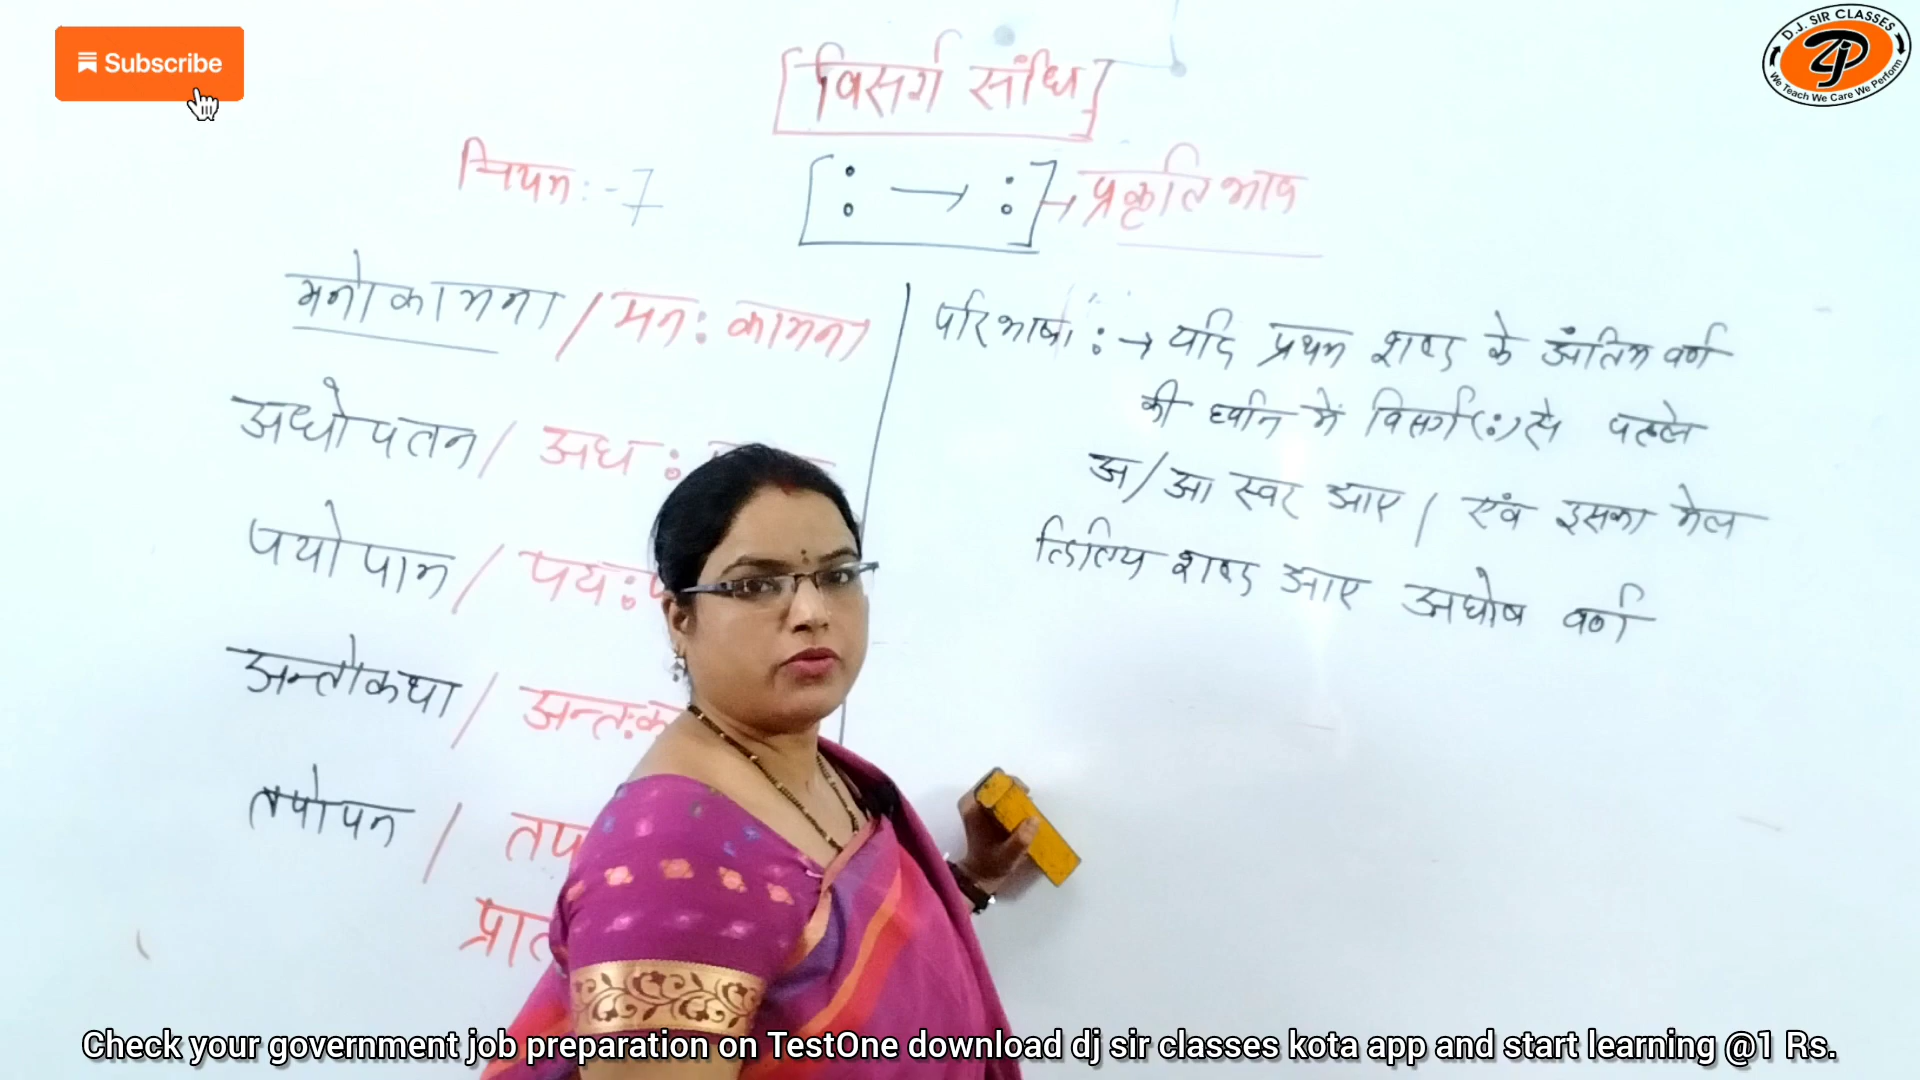 Subscribe
D.J. SIR CLASSES
We Teach We Care We Perform
[विसर्ग संधि]
नियम :- 7 [: → :] → प्रकृति भाव
मनोकामना / मन: कामना
अधोपतन / अध :
पयोपान / पय:
अन्तोकथा / अन्त:क
तपोपन / तप
प्रात
परिभाषा : → यदि प्रथम शब्द के अंतिम वर्ण
की ध्वनि में विसर्ग(:) से पहले
अ/आ स्वर आए / एवं इसका मेल
शब्द आए अघोष वर्ण
Check your government job preparation on TestOne download dj sir classes kota app and start learning @1 Rs.